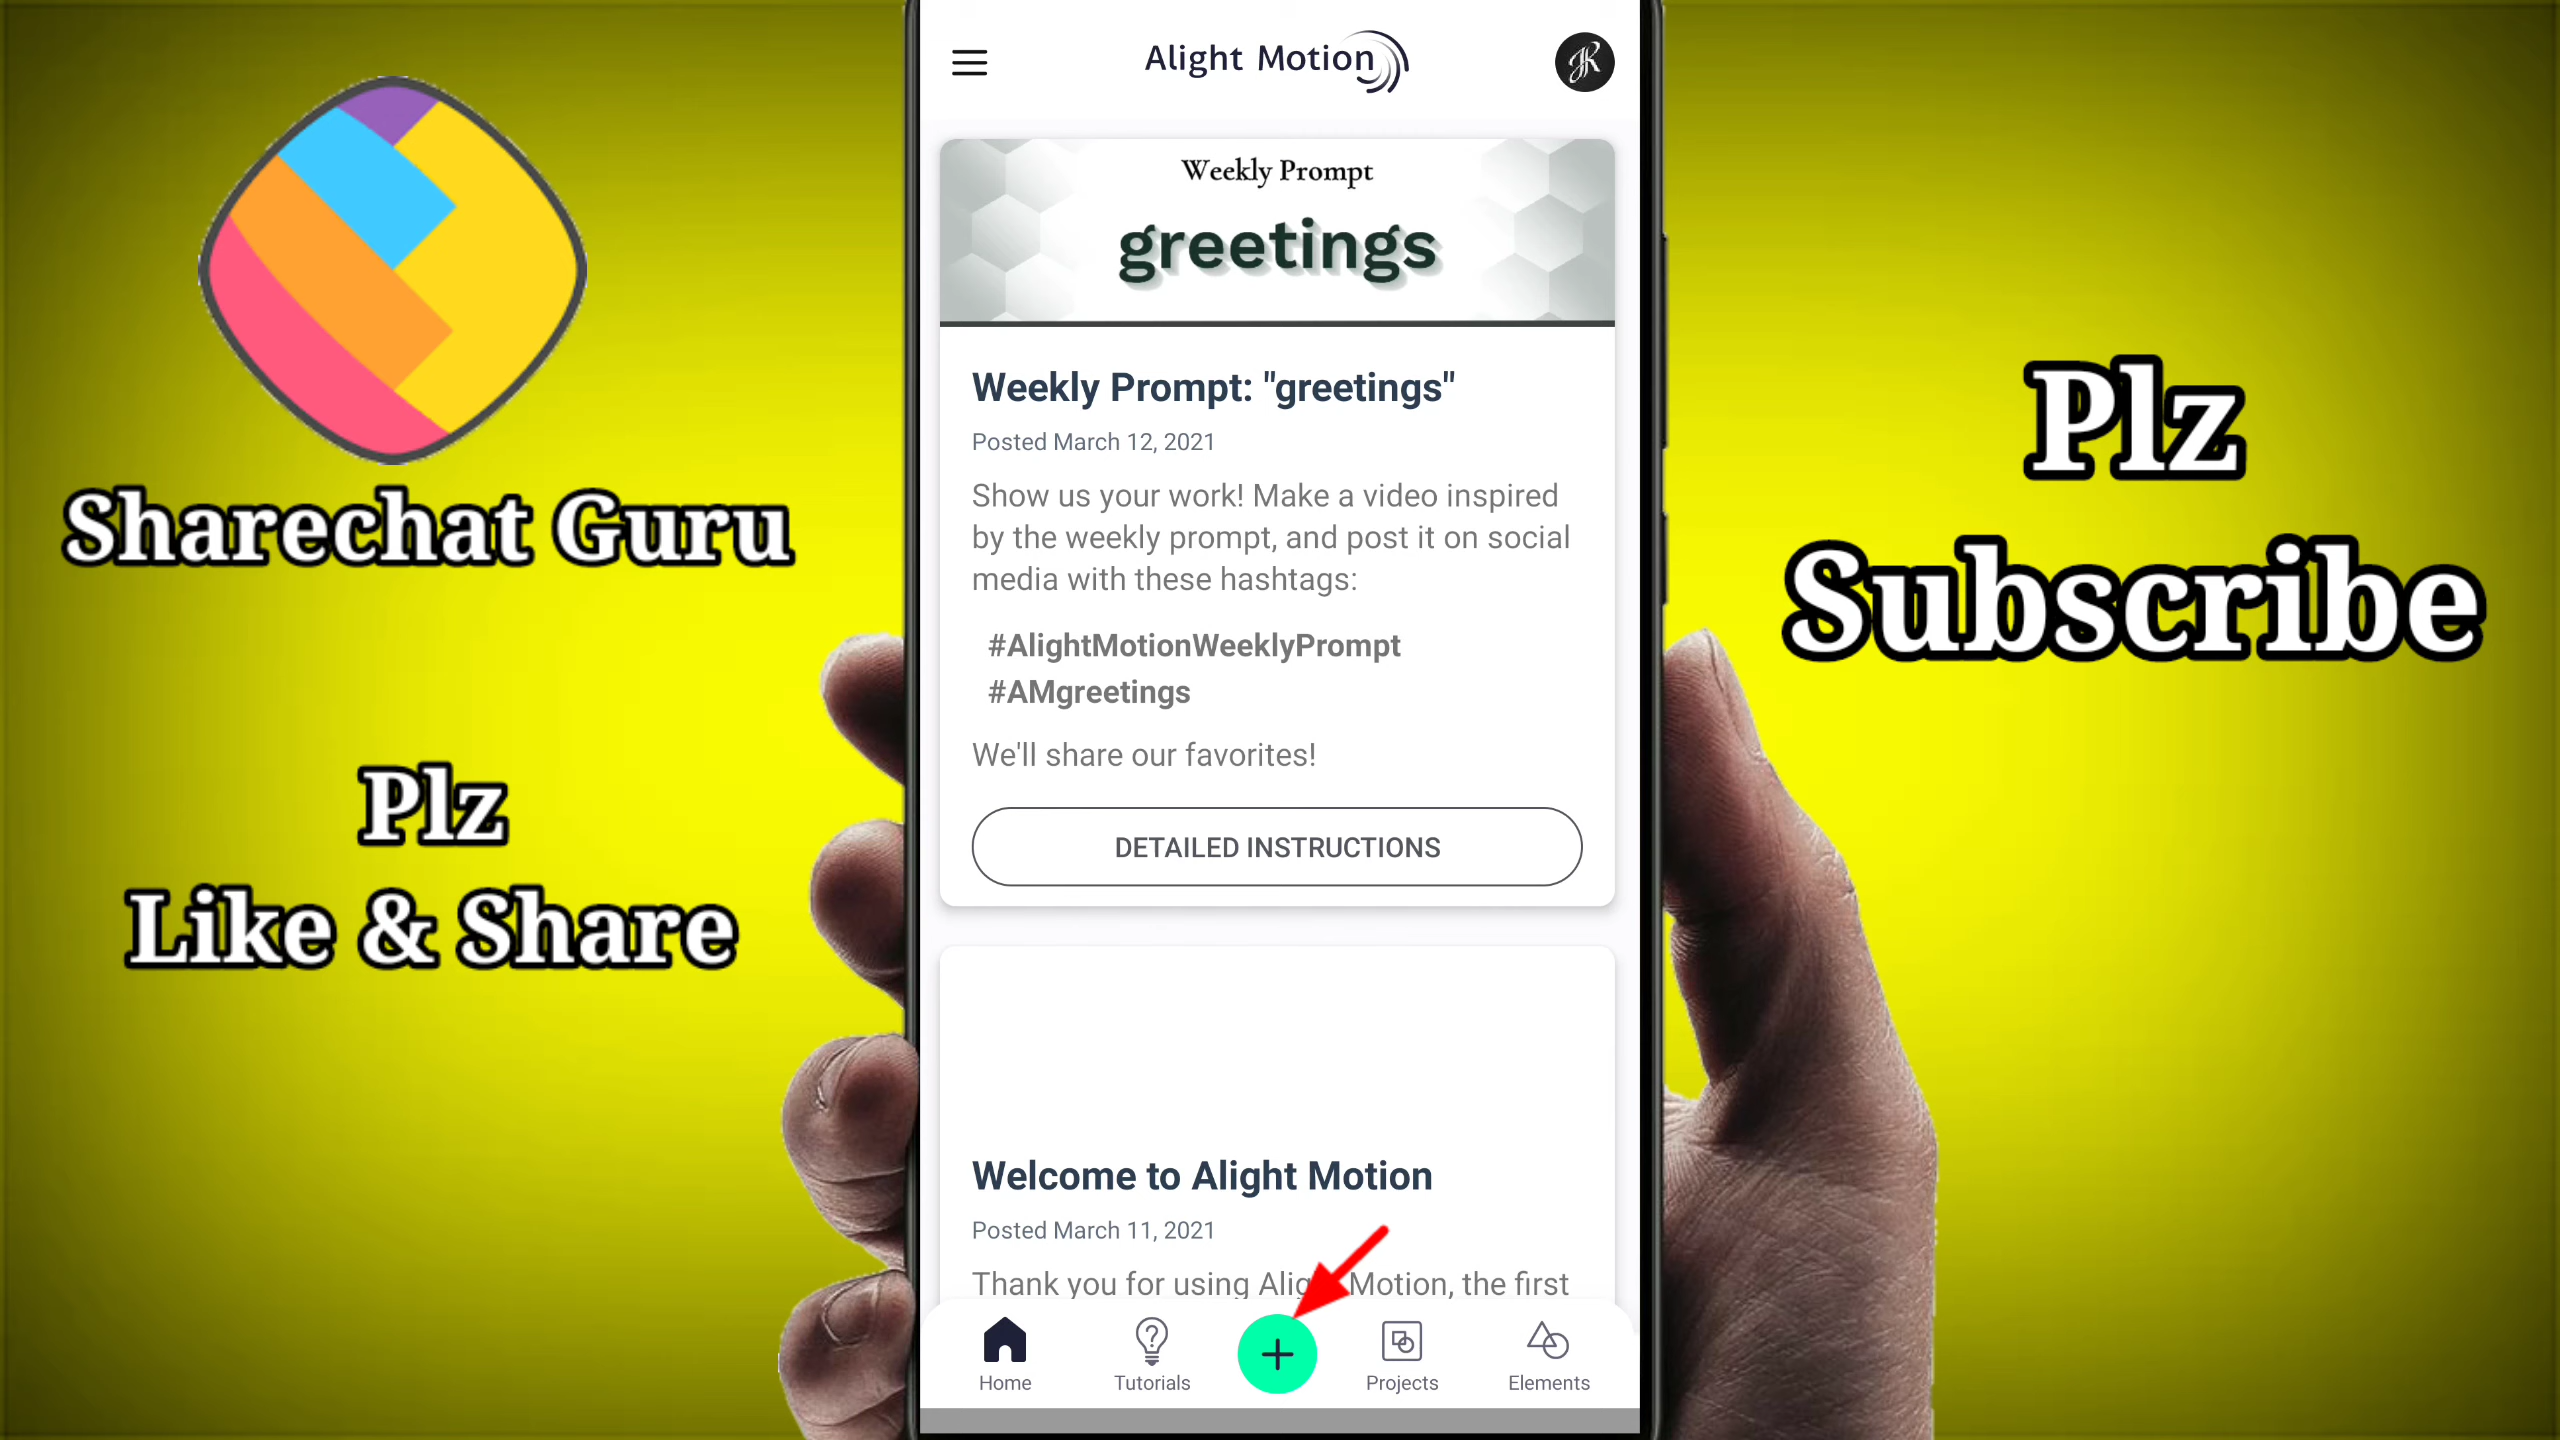 Sharechat Guru
Plz
Like & Share
Alight Motion
JR
Weekly Prompt
greetings
Weekly Prompt: "greetings"
Posted March 12, 2021
Show us your work! Make a video inspired
by the weekly prompt, and post it on social
media with these hashtags:
#AlightMotionWeeklyPrompt
#AMgreetings
We'll share our favorites!
DETAILED INSTRUCTIONS
Welcome to Alight Motion
Posted March 11, 2021
Thank you for using Alig Motion, the first
Home
Tutorials
Projects
Elements
Plz
Subscribe